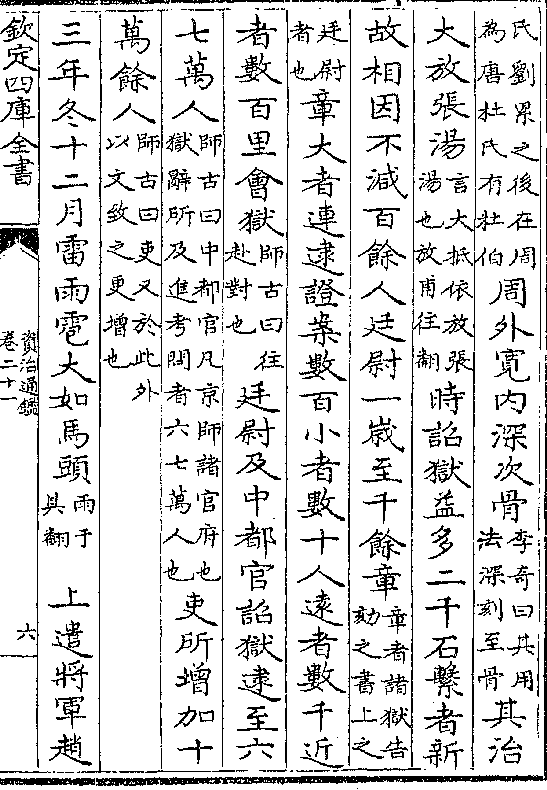 氏劉累之後在周為唐杜氏有杜伯周外寛内深次骨李奇曰其用法深刻至骨其治
大放張湯言大抵依放張湯也放甫往翻時詔獄益多二千石繫者新
故相因不減百餘人廷尉一嵗至千餘章章者諸獄告劾之書上之
廷尉者也章大者連逮證案數百小者數十人逺者數千近
者數百里會獄師古曰往赴對也廷尉及中都官詔獄逮至六
七萬人師古曰中都官凡京師諸官府也獄辭所及進考問者六七萬人也吏所增加十
萬餘人師古曰吏又於此外以文致之更增也
三年冬十二月雷雨雹大如馬頭雨于具翻 上遣將軍趙
欽定四庫全書
資治通鑑
卷二十一
六